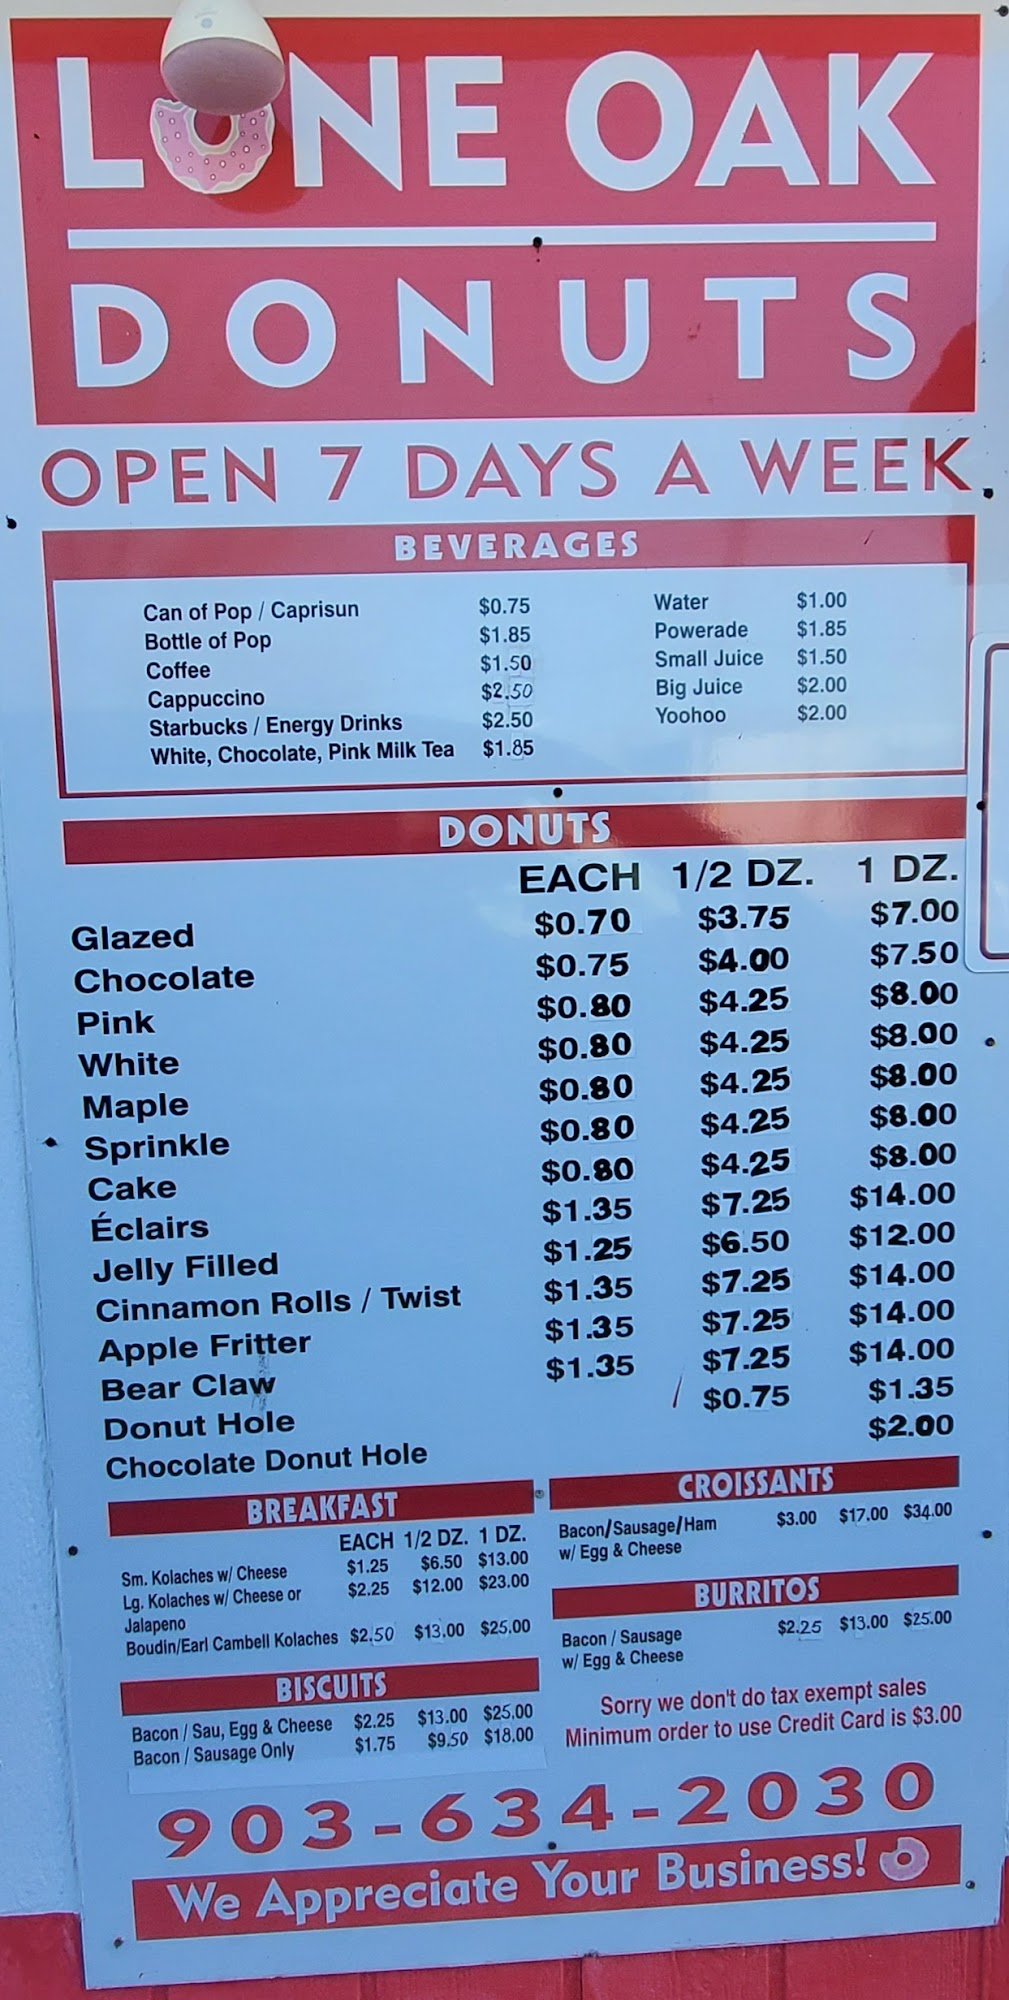 LONE OAK
DONUTS
OPEN 7 DAYS A WEEK
BEVERAGES
Can of Pop / Caprisun $0.75
Bottle of Pop $1.85
Coffee $1.50
Cappuccino $2.50
Starbucks / Energy Drinks $2.50
White, Chocolate, Pink Milk Tea $1.85
Water $1.00
Powerade $1.85
Small Juice $1.50
Big Juice $2.00
Yoohoo $2.00
DONUTS
EACH 1/2 DZ. 1 DZ.
Glazed $0.70 $3.75 $7.00
Chocolate $0.75 $4.00 $7.50
Pink $0.80 $4.25 $8.00
White $0.80 $4.25 $8.00
Maple $0.80 $4.25 $8.00
Sprinkle $0.80 $4.25 $8.00
Cake $0.80 $4.25 $8.00
Éclairs $1.35 $7.25 $14.00
Jelly Filled $1.25 $6.50 $12.00
Cinnamon Rolls / Twist $1.35 $7.25 $14.00
Apple Fritter $1.35 $7.25 $14.00
Bear Claw $1.35 $7.25 $14.00
Donut Hole $0.75 $1.35
Chocolate Donut Hole $2.00
BREAKFAST
EACH 1/2 DZ. 1 DZ.
Sm. Kolaches w/ Cheese $1.25 $6.50 $13.00
Lg. Kolaches w/ Cheese or $2.25 $12.00 $23.00
Jalapeno
Boudin/Earl Cambell Kolaches $2.50 $13.00 $25.00
BISCUITS
Bacon / Sau, Egg & Cheese $2.25 $13.00 $25.00
Bacon / Sausage Only $1.75 $9.50 $18.00
CROISSANTS
Bacon/Sausage/Ham $3.00 $17.00 $34.00
w/ Egg & Cheese
BURRITOS
Bacon / Sausage $2.25 $13.00 $25.00
w/ Egg & Cheese
Sorry we don't do tax exempt sales
Minimum order to use Credit Card is $3.00
903-634-2030
We Appreciate Your Business!